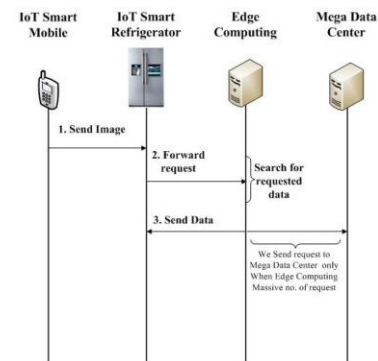 IoT Smart Mobile
IoT Smart Refrigerator
Edge Computing
Mega Data Center
1. Send Image
2. Forward request
Search for requested data
3. Send Data
We Send request to
Mega Data Center only
When Edge Computing
Massive no. of request